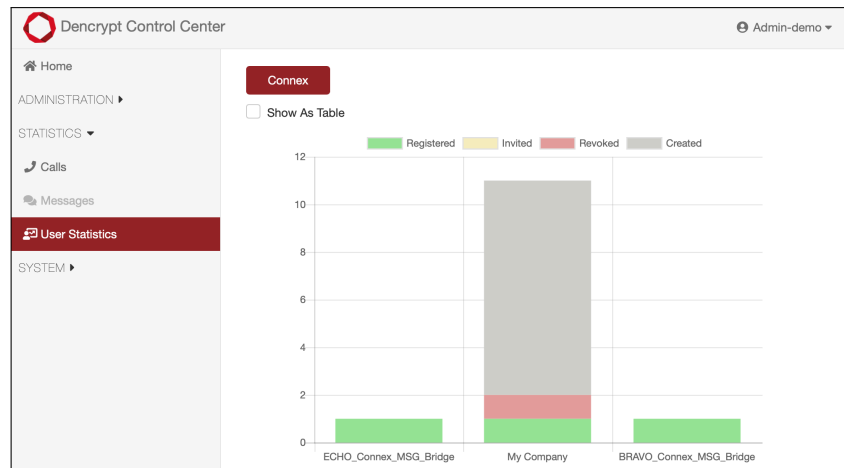 Dencrypt Control Center
Admin-demo
Home
ADMINISTRATION
STATISTICS
Calls
Messages
User Statistics
SYSTEM
Connex
Show As Table
Registered Invited Revoked Created
12
10
8
6
4
2
0
ECHO_Connex_MSG_Bridge My Company BRAVO_Connex_MSG_Bridge